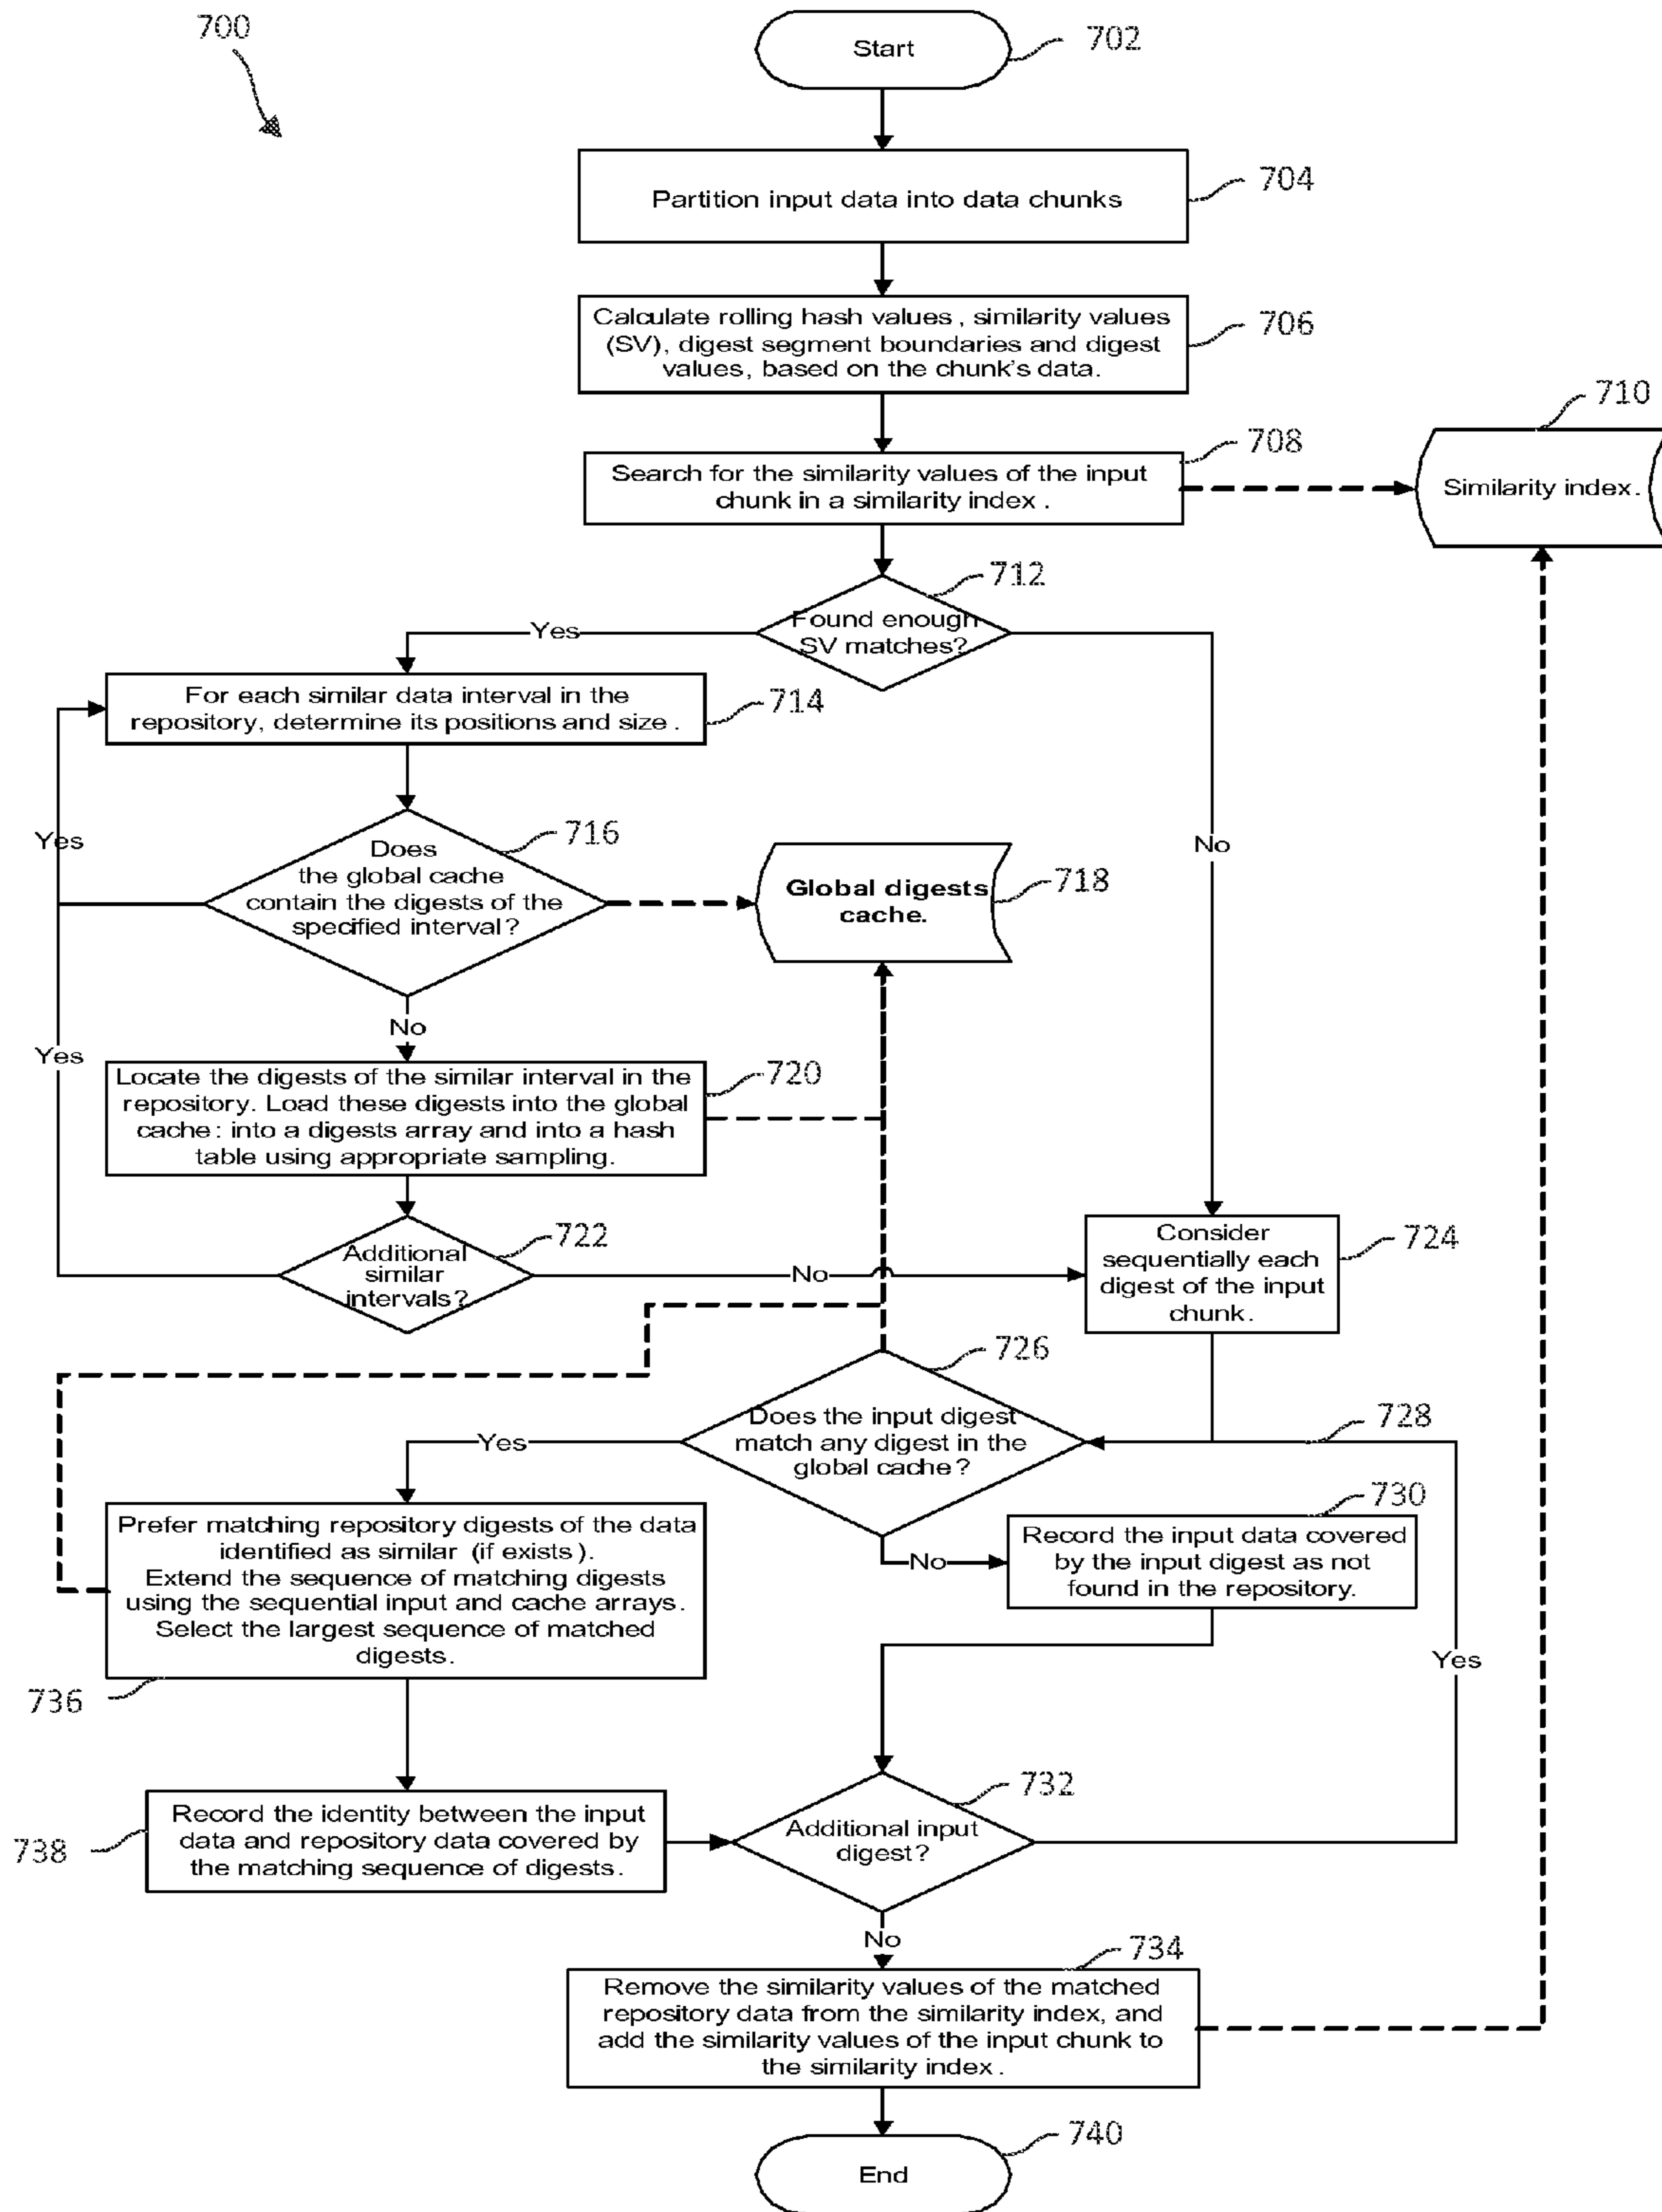 700
Start
702
Partition input data into data chunks
704
Calculate rolling hash values , similarity values
(SV), digest segment boundaries and digest
values, based on the chunk's data.
706
710
708
Search for the similarity values of the input
chunk in a similarity index .
Similarity index.
712
Found enough
SV matches?
Yes
For each similar data interval in the
repository, determine its positions and size .
714
Yes
716
Does
the global cache
contain the digests of the
specified interval?
No
Global digests
cache.
718
No
Yes
Locate the digests of the similar interval in the
repository. Load these digests into the global
cache: into a digests array and into a hash
table using appropriate sampling.
720
722
Additional
similar
intervals?
No
Consider
sequentially each
digest of the input
chunk.
724
726
Does the input digest
match any digest in the
global cache?
Yes
728
730
Prefer matching repository digests of the data
identified as similar (if exists).
Extend the sequence of matching digests
using the sequential input and cache arrays.
Select the largest sequence of matched
digests.
No
Record the input data covered
by the input digest as not
found in the repository.
Yes
736
732
Record the identity between the input
data and repository data covered by
the matching sequence of digests.
738
Additional input
digest?
No
734
Remove the similarity values of the matched
repository data from the similarity index, and
add the similarity values of the input chunk to
the similarity index .
740
End